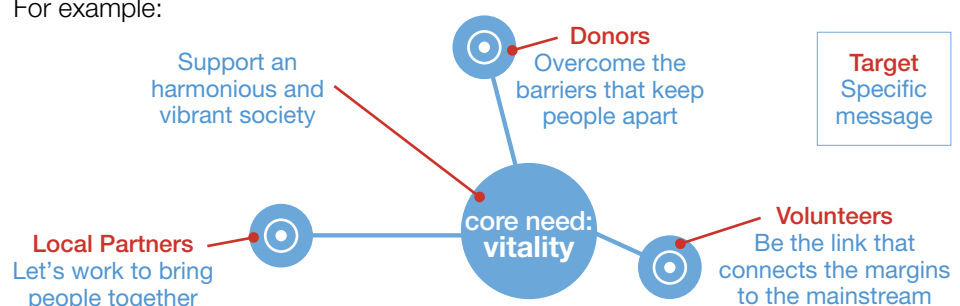 For example:
Support an
harmonious and
vibrant society
Donors
Overcome the
barriers that keep
people apart
Target
Specific
message
core need:
vitality
Local Partners
Let's work to bring
people together
Volunteers
Be the link that
connects the margins
to the mainstream